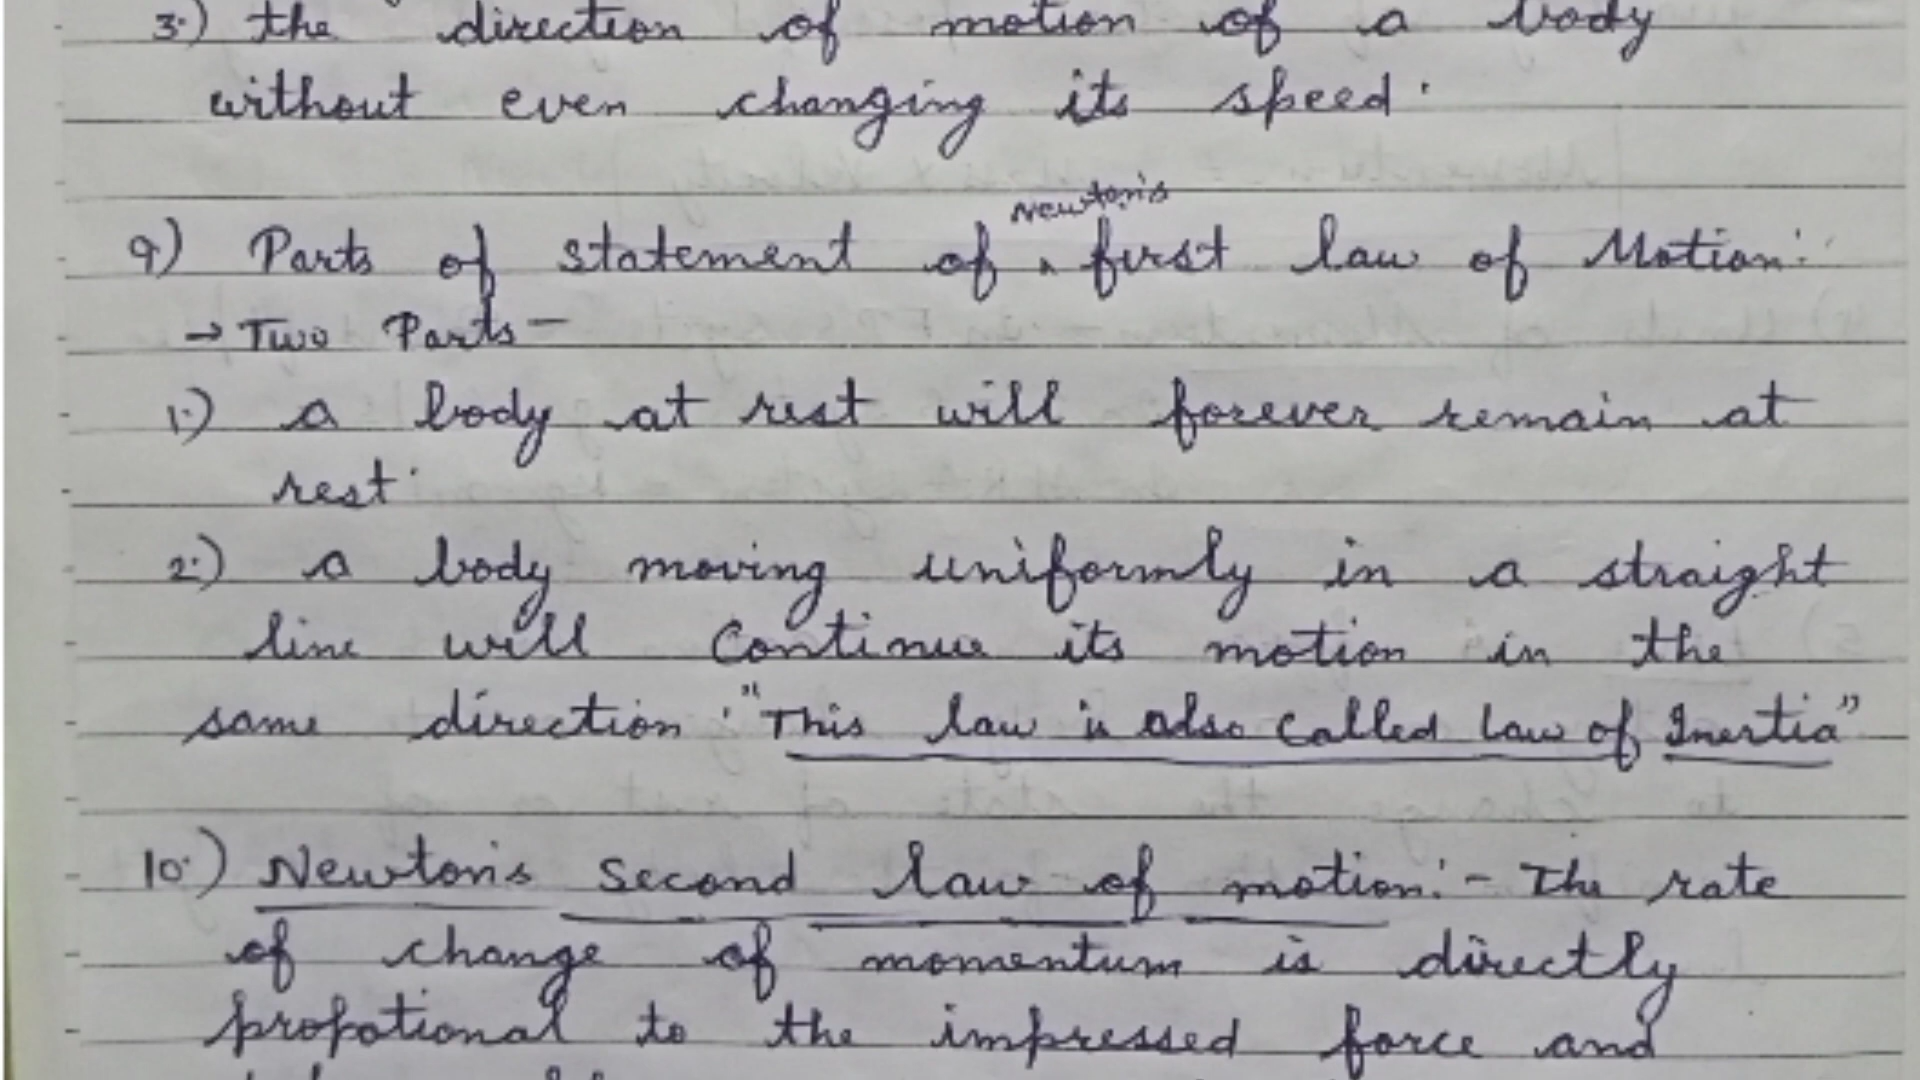 3.) the direction of motion of a body
without even changing its speed.
Newton's
9) Parts of statement of first law of Motion:
→ Two Parts -
1.) a body at rest will forever remain at
rest.
2.) a body moving uniformly in a straight
line will Continue its motion in the
same direction. "This law is also Called Law of Inertia"
10.) Newton's Second law of motion:- The rate
of change of momentum is directly
propotional to the impressed force and